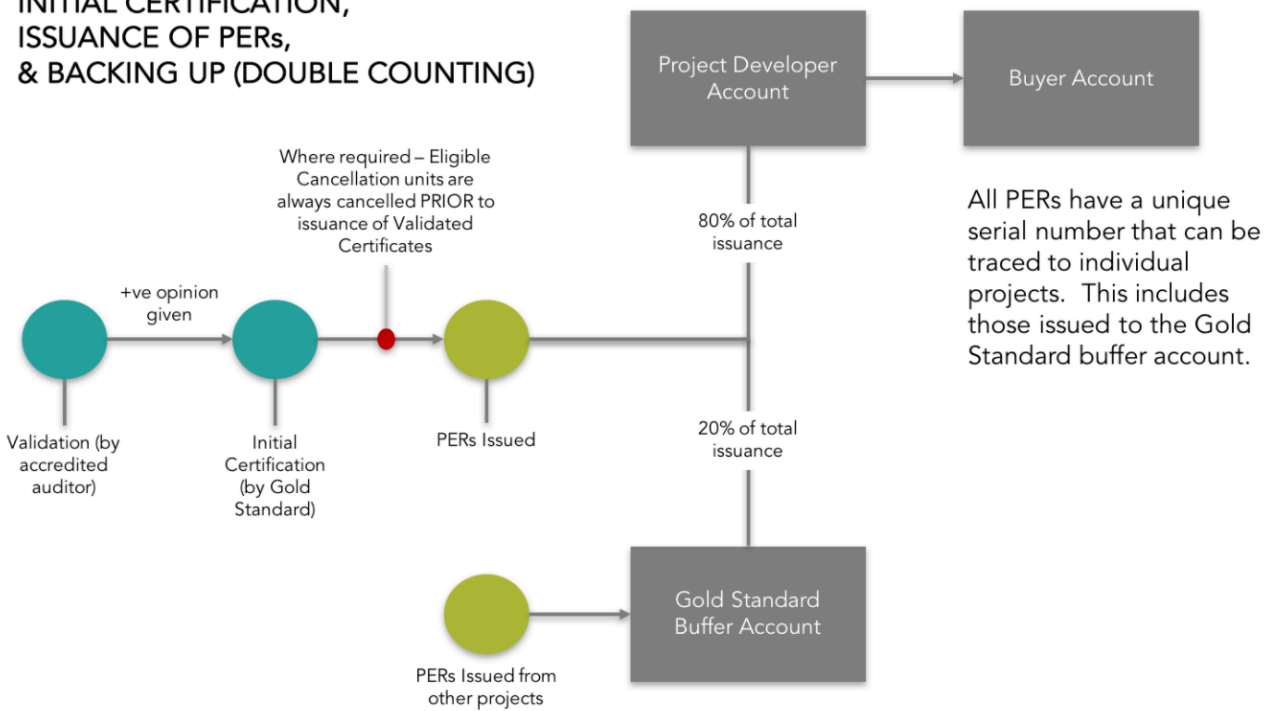 INITIAL CERTIFICATION,
ISSUANCE OF PERs,
& BACKING UP (DOUBLE COUNTING)
Project Developer
Account
Buyer Account
Where required – Eligible
Cancellation units are
always cancelled PRIOR to
issuance of Validated
Certificates
All PERs have a unique
serial number that can be
traced to individual
projects.  This includes
those issued to the Gold
Standard buffer account.
80% of total
issuance
+ve opinion
given
Validation (by
accredited
auditor)
Initial
Certification
(by Gold
Standard)
PERs Issued
20% of total
issuance
Gold Standard
Buffer Account
PERs Issued from
other projects